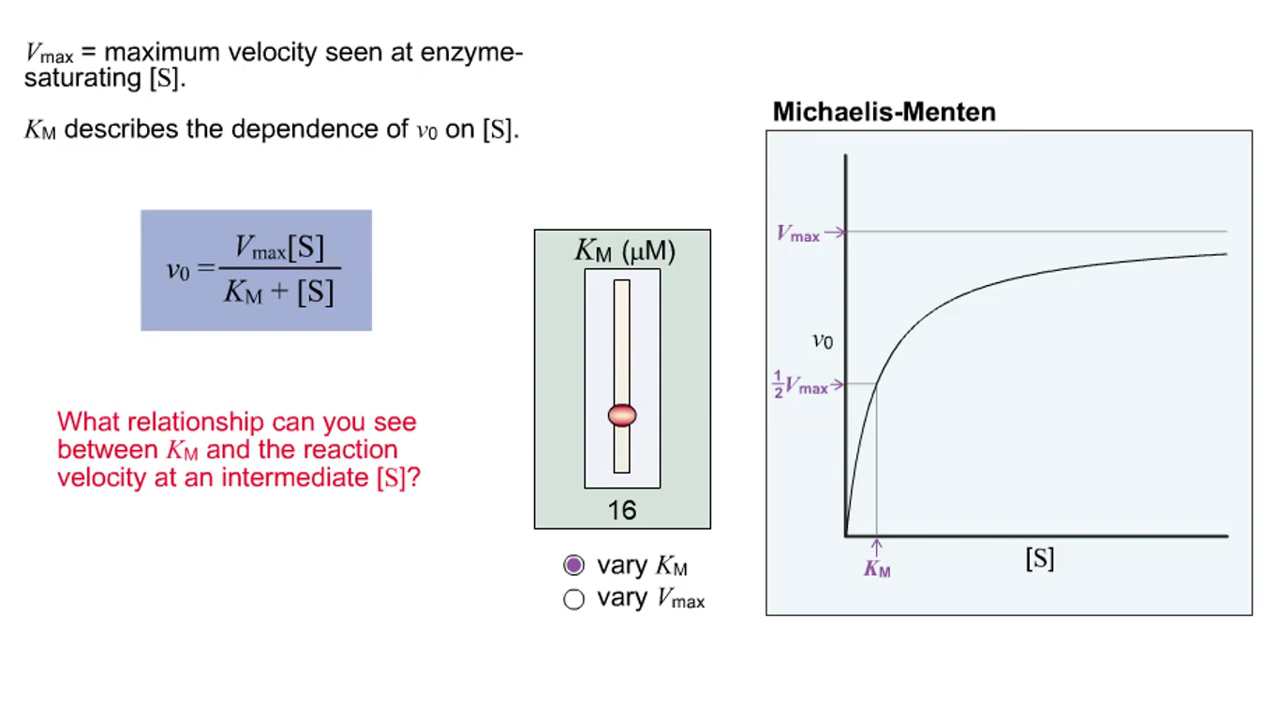 Vmax = maximum velocity seen at enzyme-
saturating [S].
KM describes the dependence of v0 on [S].
v0 = Vmax[S] / KM + [S]
What relationship can you see
between KM and the reaction
velocity at an intermediate [S]?
KM (μM)
16
vary KM
vary Vmax
Michaelis-Menten
Vmax
v0
1/2 Vmax
[S]
KM